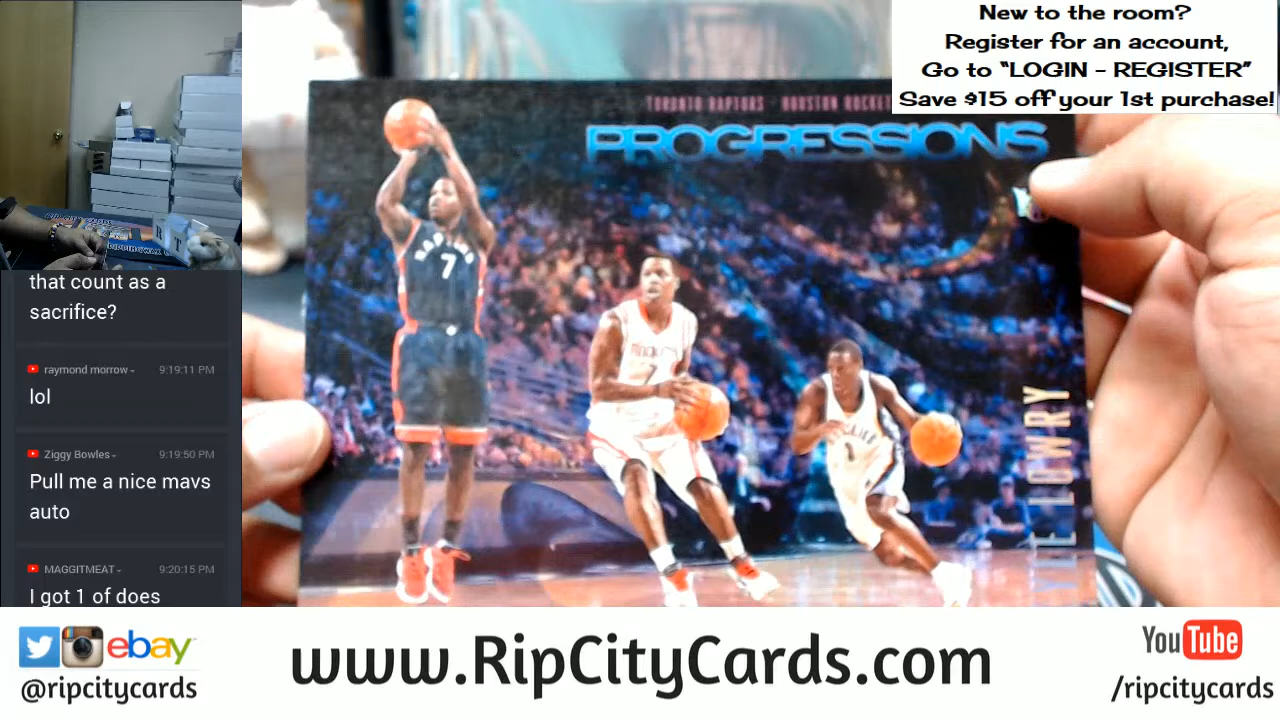 New to the room?
Register for an account,
Go to “LOGIN - REGISTER”
Save $15 off your 1st purchase!
TORONTO RAPTORS - HOUSTON ROCKET
PROGRESSIONS
RAPTORS
7
7
1
LOWRY
that count as a
sacrifice?
raymond morrow
9:19:11 PM
lol
Ziggy Bowles
9:19:50 PM
Pull me a nice mavs
auto
MAGGITMEAT
9:20:15 PM
I got 1 of does
ebay
@ripcitycards
www.RipCityCards.com
YouTube
/ripcitycards